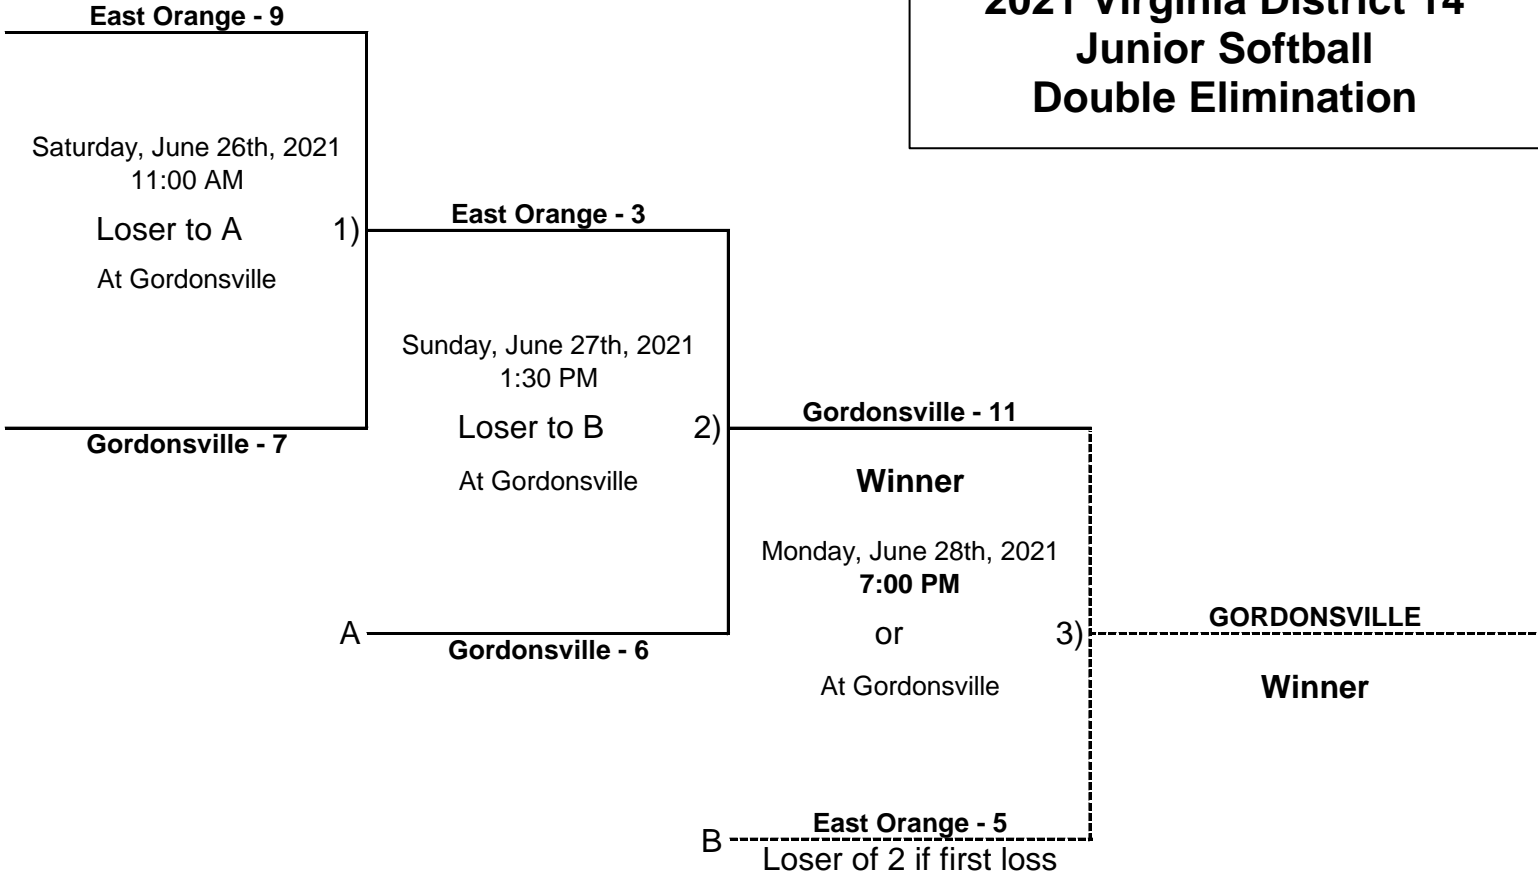 East Orange - 9
2021 Virginia District 14
Junior Softball
Double Elimination
Saturday, June 26th, 2021
11:00 AM
Loser to A 1)
At Gordonsville
Gordonsville - 7
East Orange - 3
Sunday, June 27th, 2021
1:30 PM
Loser to B 2)
At Gordonsville
A
Gordonsville - 6
Gordonsville - 11
Winner
Monday, June 28th, 2021
7:00 PM
or 3)
At Gordonsville
B
East Orange - 5
Loser of 2 if first loss
GORDONSVILLE
Winner